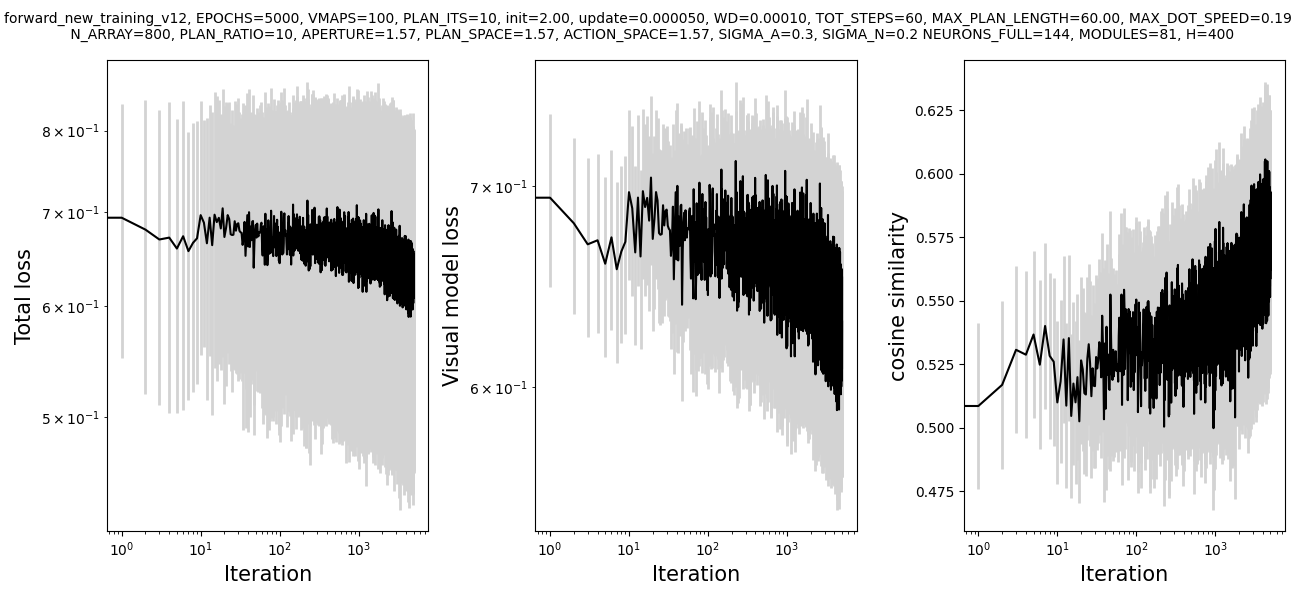 forward_new_training_v12, EPOCHS=5000, VMAPS=100, PLAN_ITS=10, init=2.00, update=0.000050, WD=0.00010, TOT_STEPS=60, MAX_PLAN_LENGTH=60.00, MAX_DOT_SPEED=0.19
N_ARRAY=800, PLAN_RATIO=10, APERTURE=1.57, PLAN_SPACE=1.57, ACTION_SPACE=1.57, SIGMA_A=0.3, SIGMA_N=0.2 NEURONS_FULL=144, MODULES=81, H=400
Total loss
8 × 10⁻¹
7 × 10⁻¹
6 × 10⁻¹
5 × 10⁻¹
10⁰ 10¹ 10² 10³
Iteration
Visual model loss
7 × 10⁻¹
6 × 10⁻¹
10⁰ 10¹ 10² 10³
Iteration
cosine similarity
0.625
0.600
0.575
0.550
0.525
0.500
0.475
10⁰ 10¹ 10² 10³
Iteration